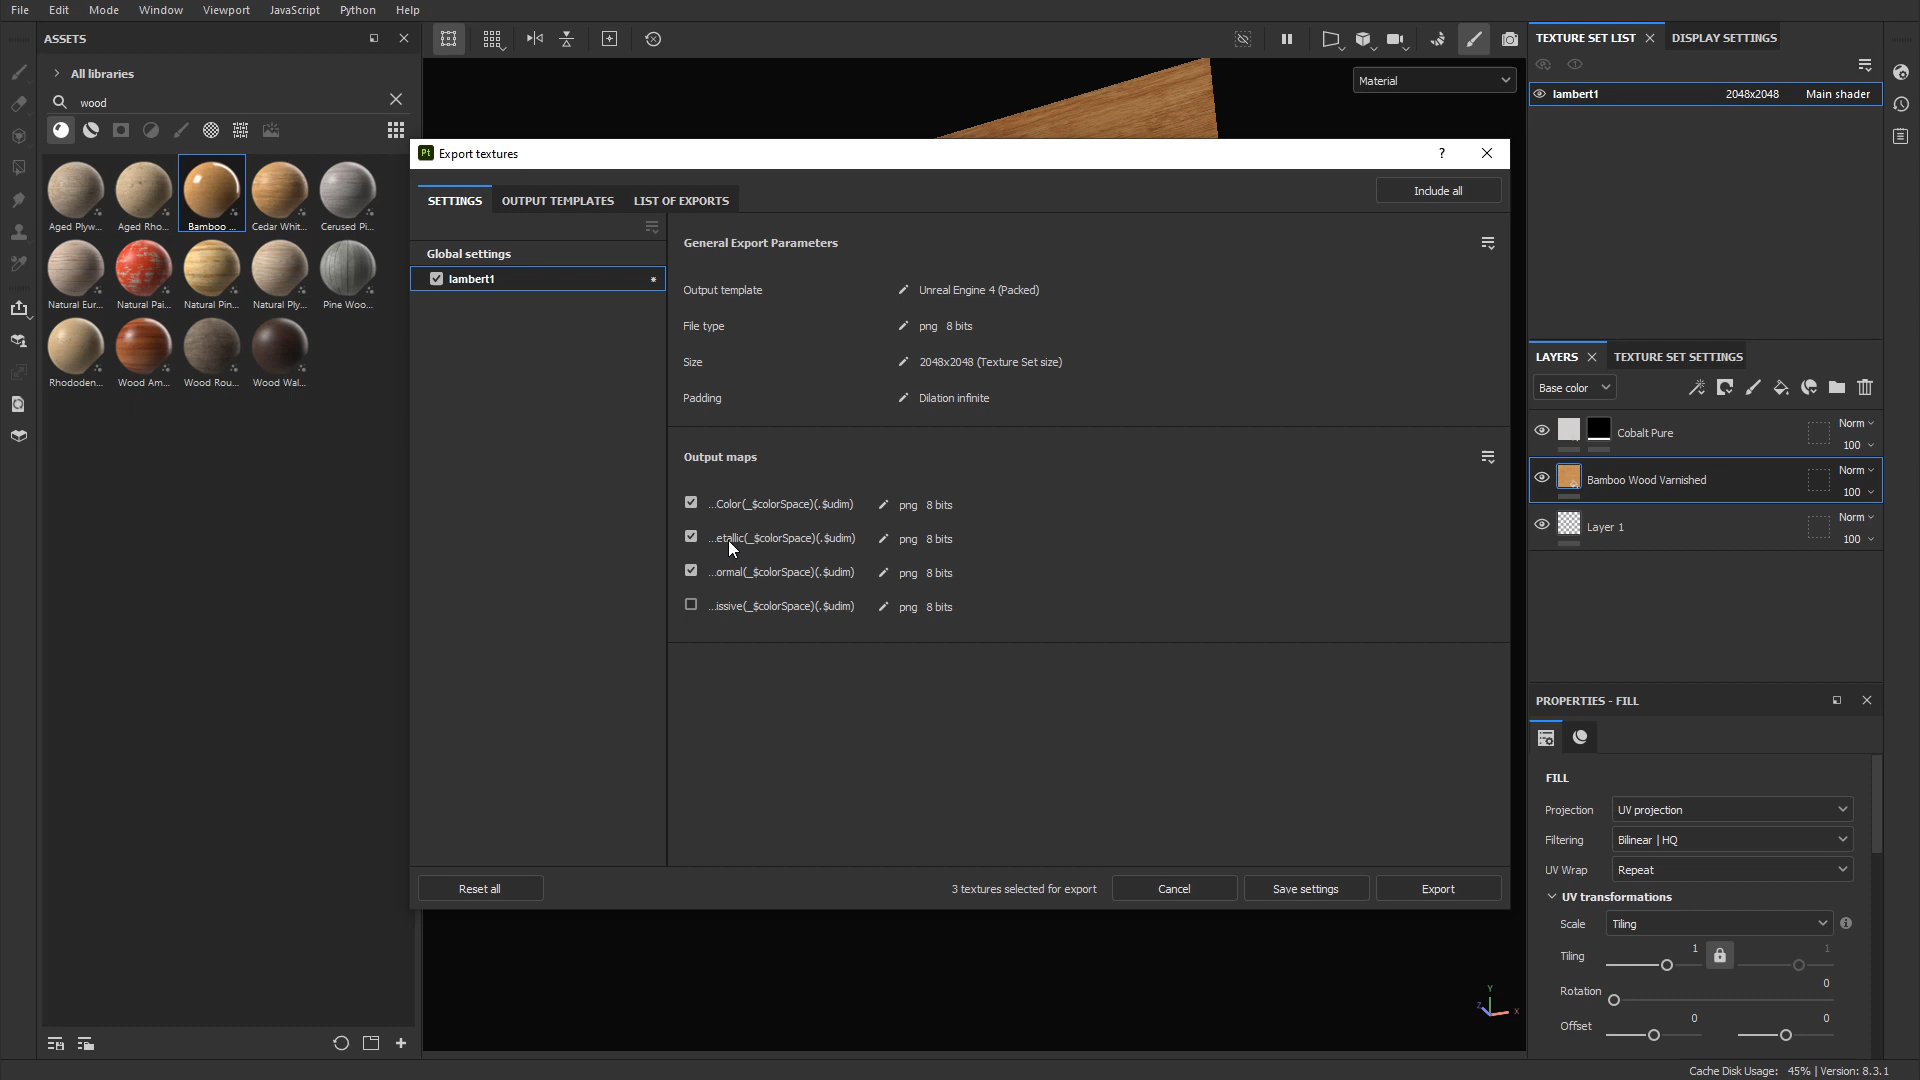 File Edit Mode Window Viewport JavaScript Python Help
ASSETS
All libraries
wood
Aged Plyw... Aged Rho... Bamboo ... Cedar Whit... Cerused Pi...
Natural Eur... Natural Pai... Natural Pin... Natural Ply... Pine Woo...
Rhododen... Wood Am... Wood Rou... Wood Wal...
Material
Pt Export textures ?
SETTINGS OUTPUT TEMPLATES LIST OF EXPORTS
Include all
Global settings
lambert1 *
General Export Parameters
Output template Unreal Engine 4 (Packed)
File type png 8 bits
Size 2048x2048 (Texture Set size)
Padding Dilation infinite
Output maps
...Color(_$colorSpace)(.$udim) png 8 bits
...etallic(_$colorSpace)(.$udim) png 8 bits
...ormal(_$colorSpace)(.$udim) png 8 bits
...issive(_$colorSpace)(.$udim) png 8 bits
Reset all
3 textures selected for export
Cancel
Save settings
Export
Y
Z X
TEXTURE SET LIST DISPLAY SETTINGS
lambert1 2048x2048 Main shader
LAYERS TEXTURE SET SETTINGS
Base color
Cobalt Pure Norm 100
Bamboo Wood Varnished Norm 100
Layer 1 Norm 100
PROPERTIES - FILL
FILL
Projection UV projection
Filtering Bilinear | HQ
UV Wrap Repeat
UV transformations
Scale Tiling
Tiling 1 1
Rotation 0
Offset 0 0
Cache Disk Usage: 45% | Version: 8.3.1